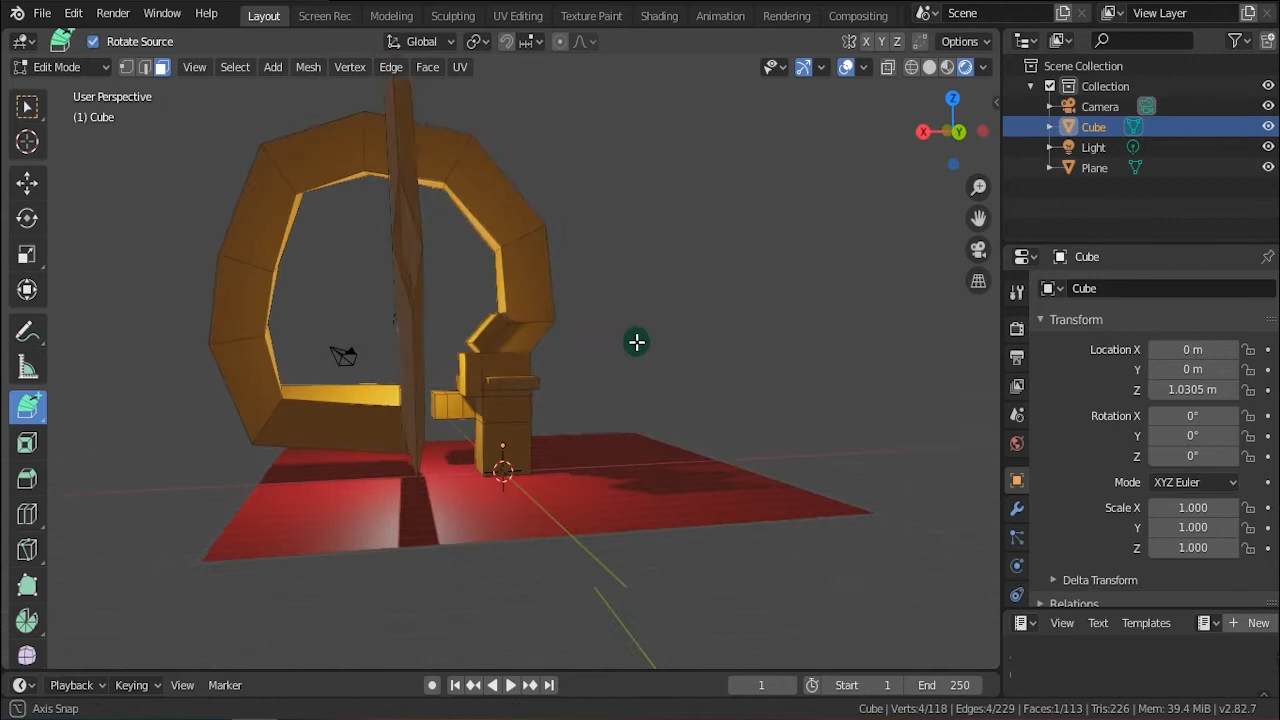 File Edit Render Window Help Layout Screen Rec Modeling Sculpting UV Editing Texture Paint Shading Animation Rendering Compositing Scene View Layer
Rotate Source Global X Y Z Options
Edit Mode View Select Add Mesh Vertex Edge Face UV
User Perspective
(1) Cube
Z
X
Y
Scene Collection
Collection
Camera
Cube
Light
Plane
Cube
Cube
Transform
Location X 0 m
Y 0 m
Z 1.0305 m
Rotation X 0°
Y 0°
Z 0°
Mode XYZ Euler
Scale X 1.000
Y 1.000
Z 1.000
Delta Transform
Relations
View Text Templates New
Playback Keying View Marker 1 Start 1 End 250
Axis Snap Cube | Verts:4/118 | Edges:4/229 | Faces:1/113 | Tris:226 | Mem: 39.4 MiB | v2.82.7